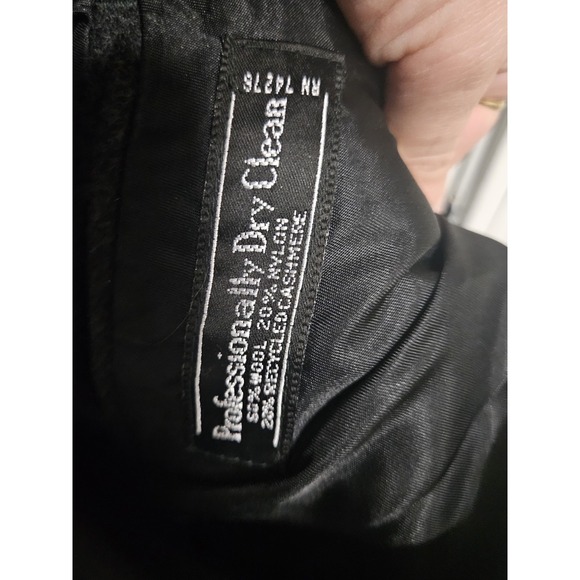 Professionally Dry Clean
60% WOOL 20% NYLON
20% RECYCLED CASHMERE
RN 74276